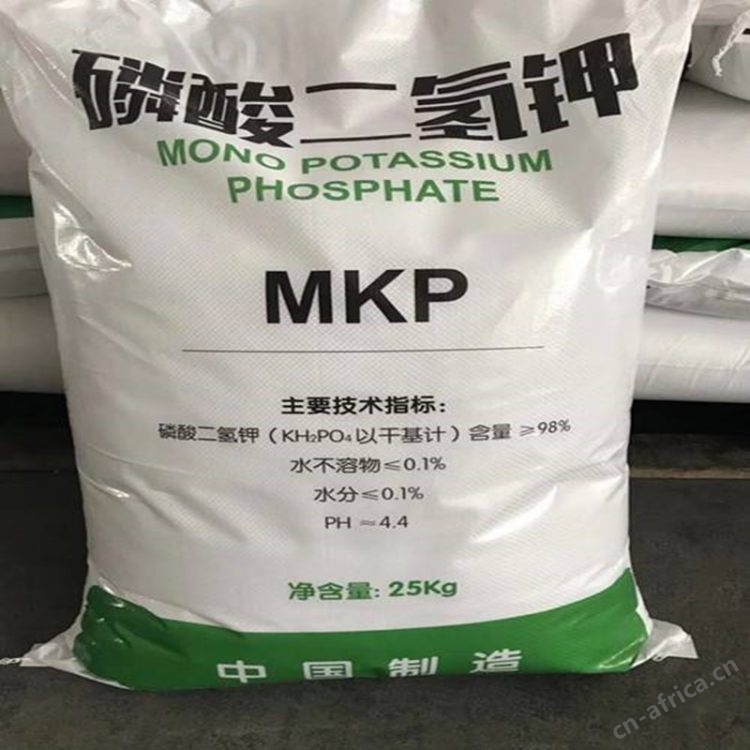 磷酸二氢钾
MONO POTASSIUM
PHOSPHATE
MKP
主要技术指标：
磷酸二氢钾（KH₂PO₄以干基计）含量 ≥98%
水不溶物≤0.1%
水分≤0.1%
PH ≈4.4
净含量: 25Kg
中国制造
cn-africa.cn